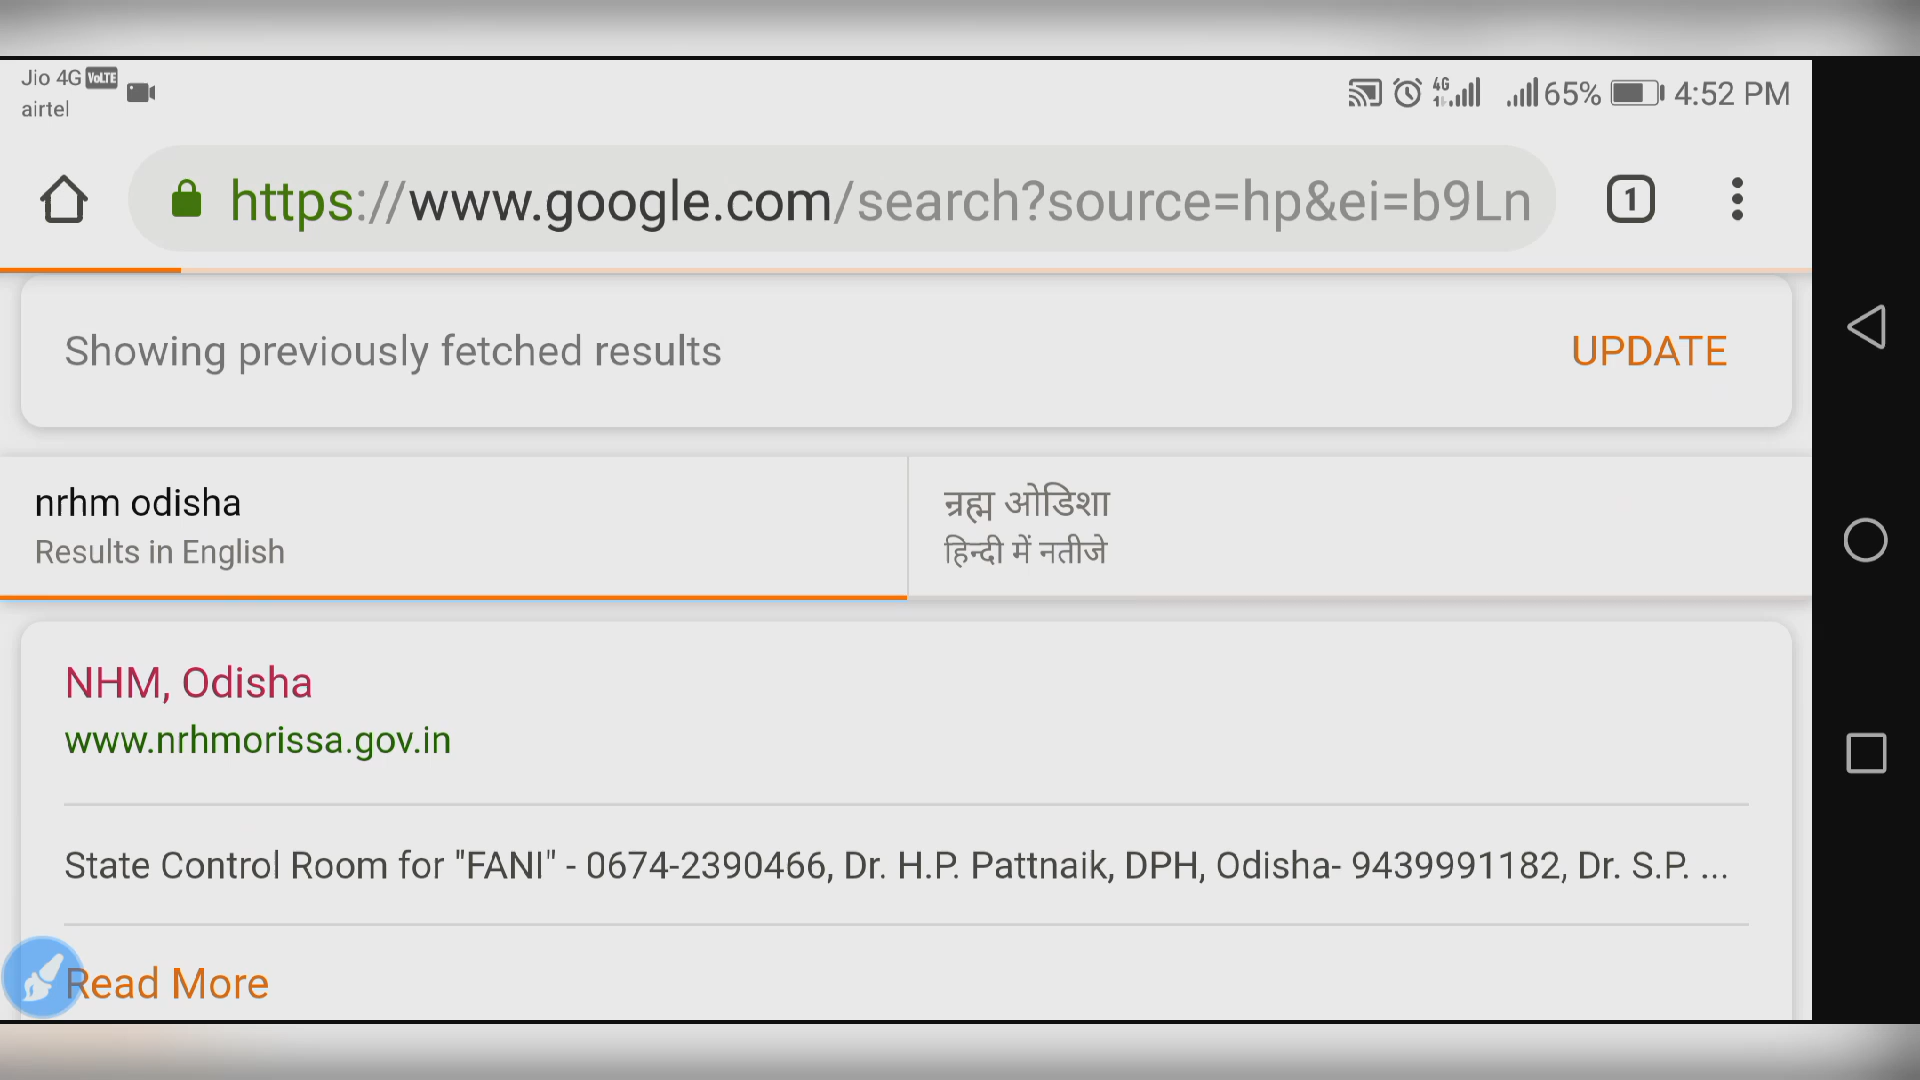 Jio 4G VoLTE
airtel
4G 65% 4:52 PM
https://www.google.com/search?source=hp&ei=b9Ln
1
Showing previously fetched results
UPDATE
nrhm odisha
Results in English
न्रह्म ओडिशा
हिन्दी में नतीजे
NHM, Odisha
www.nrhmorissa.gov.in
State Control Room for "FANI" - 0674-2390466, Dr. H.P. Pattnaik, DPH, Odisha- 9439991182, Dr. S.P. ...
Read More